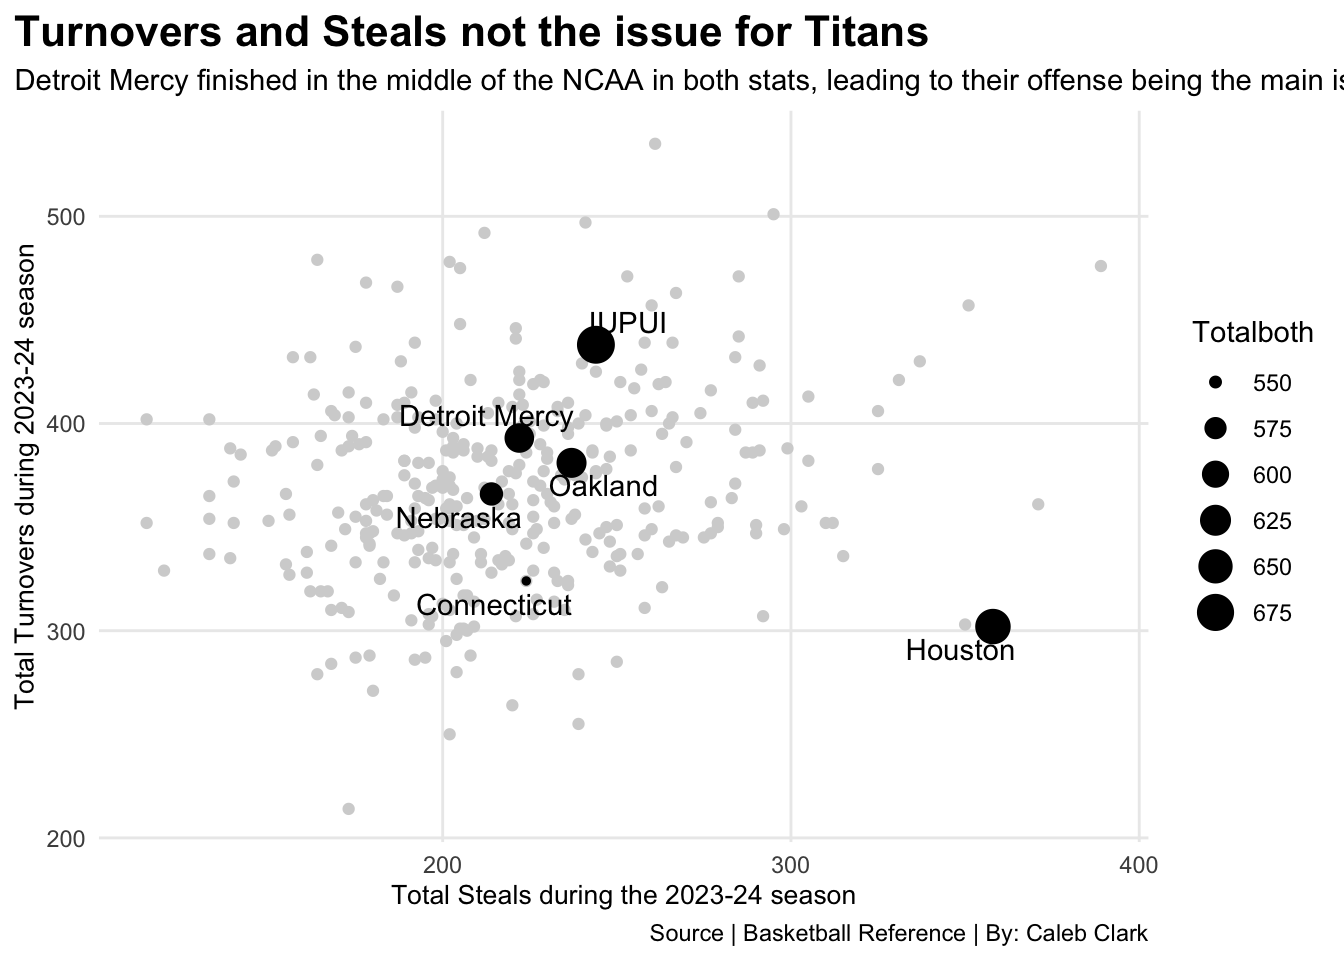 Turnovers and Steals not the issue for Titans
Detroit Mercy finished in the middle of the NCAA in both stats, leading to their offense being the main is
Total Turnovers during 2023-24 season
500
400
300
200
IUPUI
Detroit Mercy
Oakland
Nebraska
Connecticut
Houston
200
300
400
Total Steals during the 2023-24 season
Totalboth
550
575
600
625
650
675
Source | Basketball Reference | By: Caleb Clark